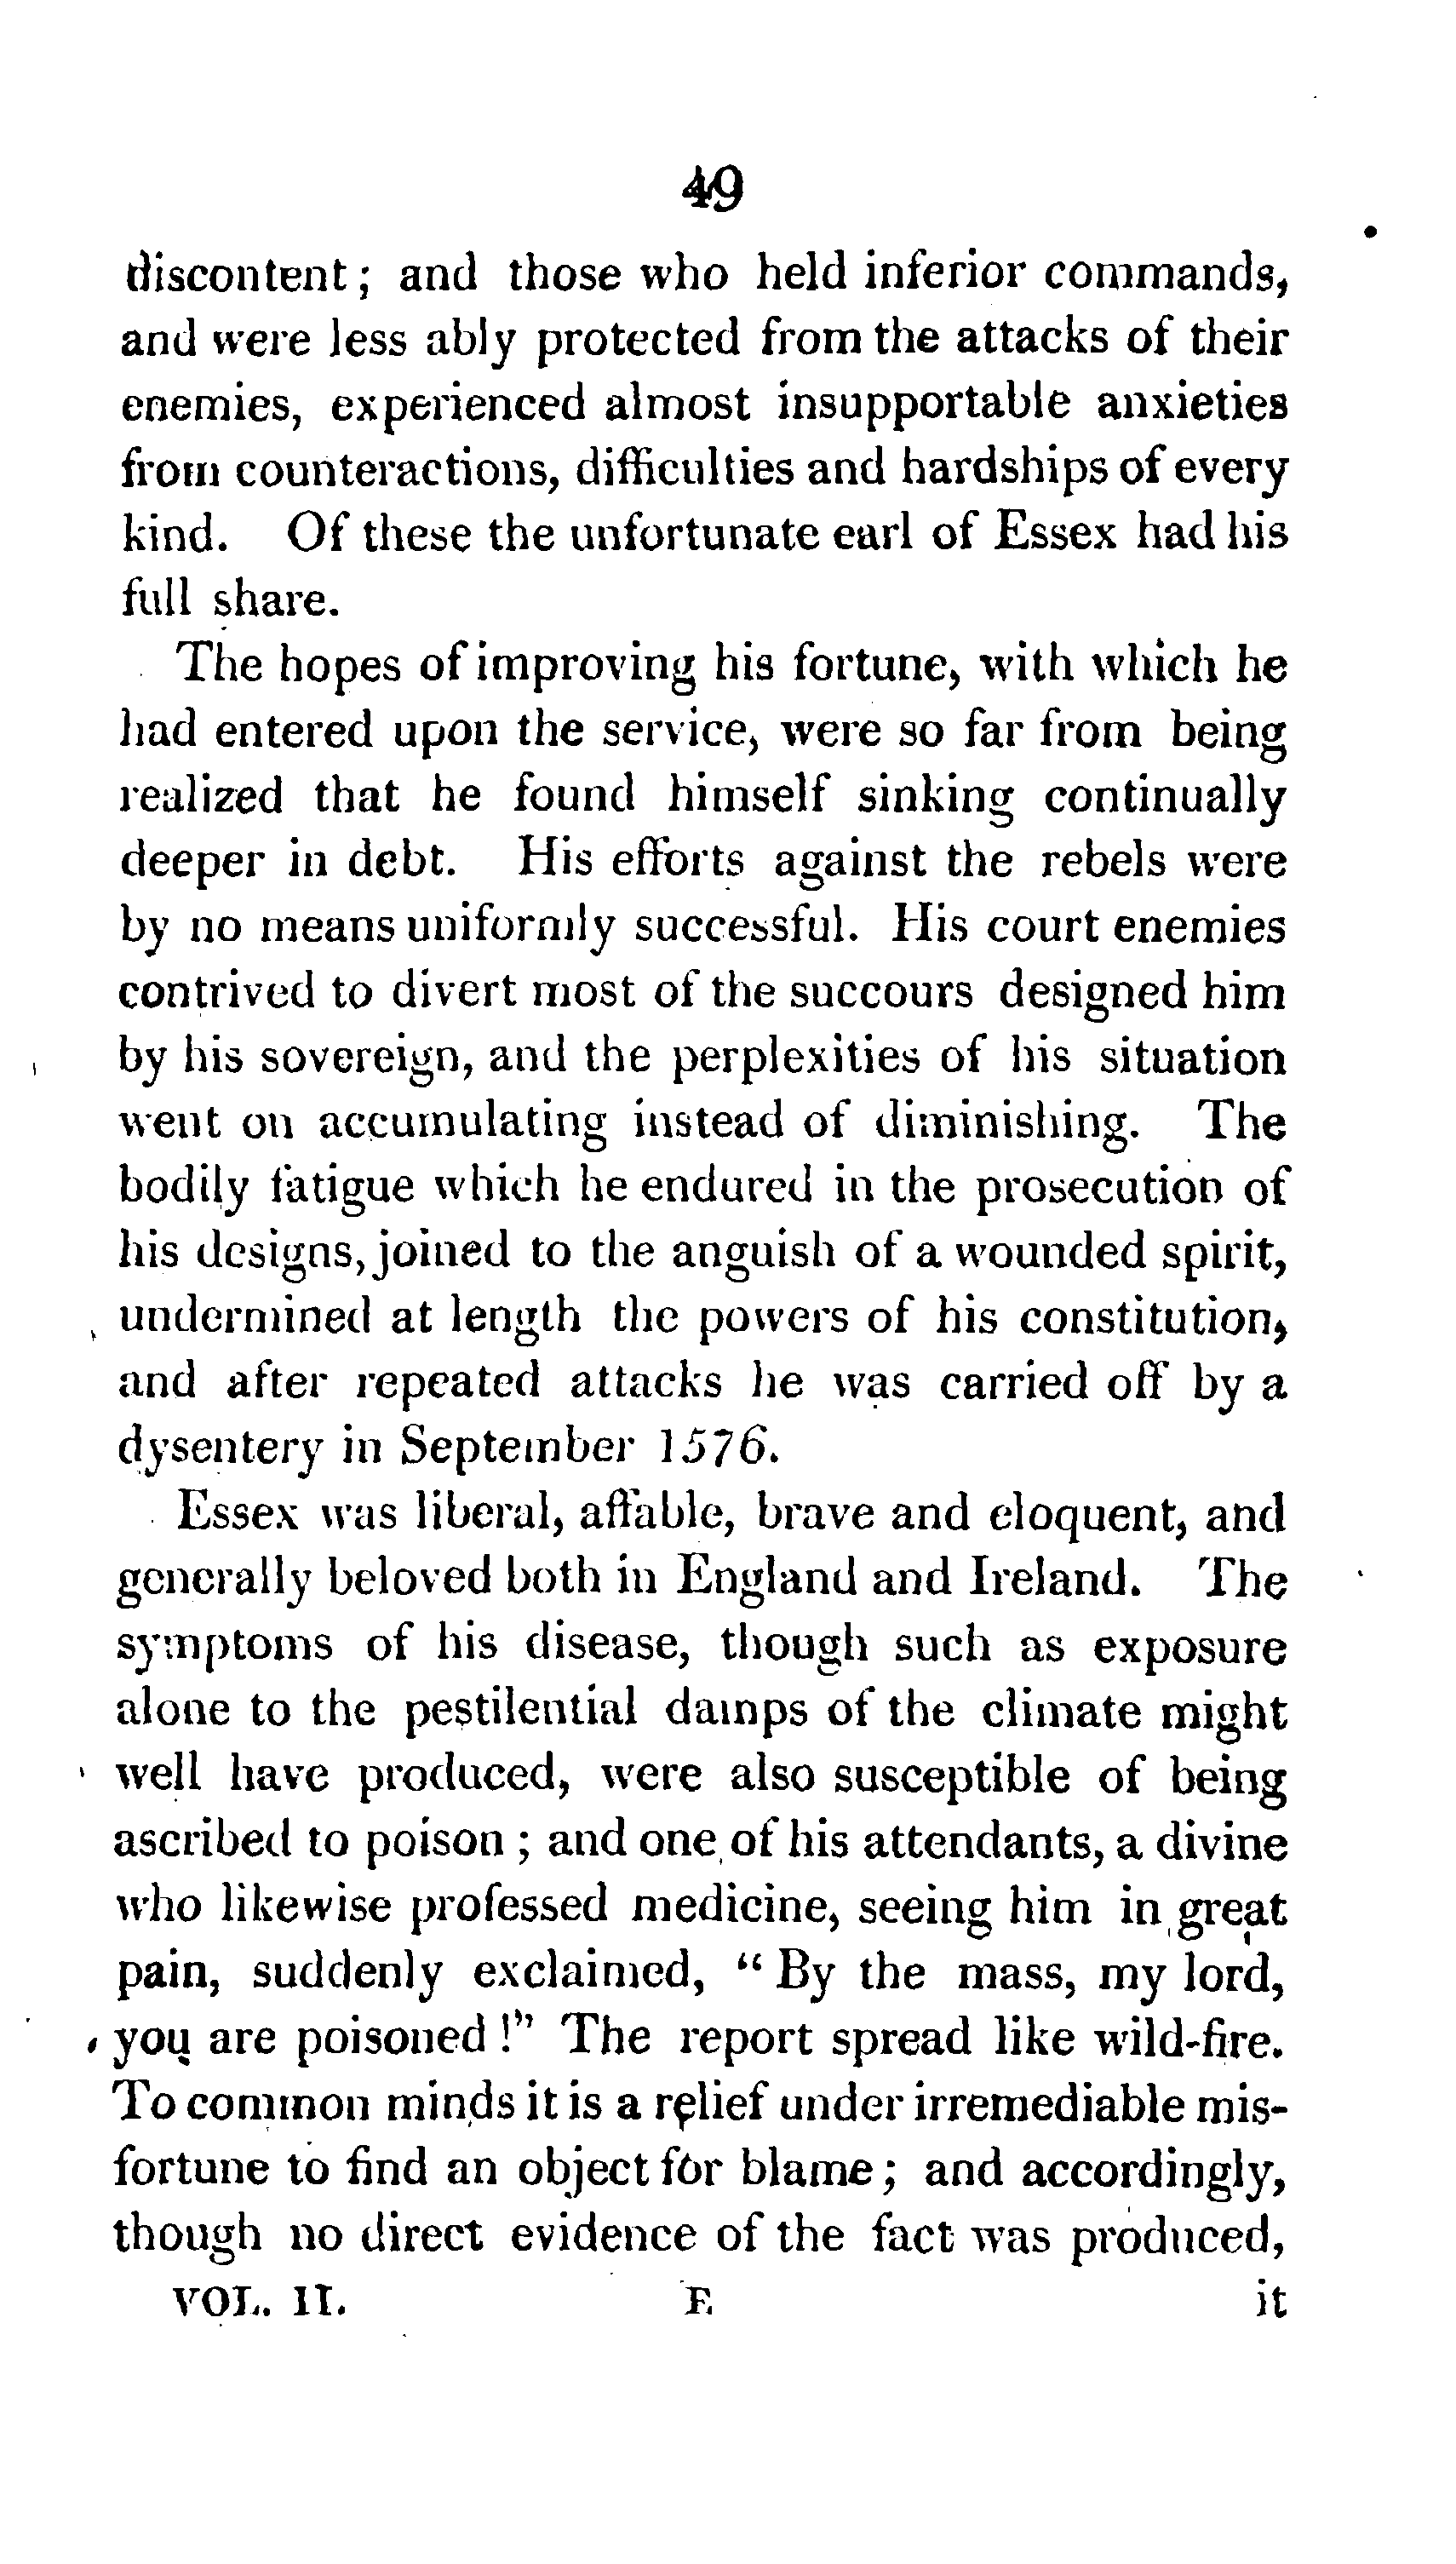 49
discontent; and those who held inferior commands,
and were less ably protected from the attacks of their
enemies, experienced almost insupportable anxieties
from counteractions, difficulties and hardships of every
kind. Of these the unfortunate earl of Essex had his
full share.
The hopes of improving his fortune, with which he
had entered upon the service, were so far from being
realized that he found himself sinking continually
deeper in debt. His efforts against the rebels were
by no means uniformly successful. His court enemies
contrived to divert most of the succours designed him
by his sovereign, and the perplexities of his situation
went on accumulating instead of diminishing. The
bodily fatigue which he endured in the prosecution of
his designs, joined to the anguish of a wounded spirit,
undermined at length the powers of his constitution,
and after repeated attacks he was carried off by a
dysentery in September 1576.
Essex was liberal, affable, brave and eloquent, and
generally beloved both in England and Ireland. The
symptoms of his disease, though such as exposure
alone to the pestilential damps of the climate might
well have produced, were also susceptible of being
ascribed to poison; and one of his attendants, a divine
who likewise professed medicine, seeing him in great
pain, suddenly exclaimed, "By the mass, my lord,
you are poisoned!" The report spread like wild-fire.
To common minds it is a relief under irremediable mis-
fortune to find an object for blame; and accordingly,
though no direct evidence of the fact was produced,
VOL. II. E it